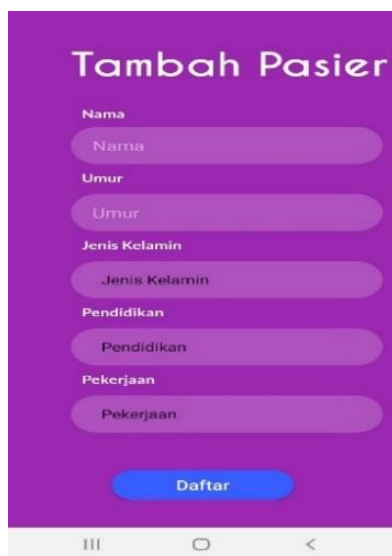 Tambah Pasier
Nama
Nama
Umur
Umur
Jenis Kelamin
Jenis Kelamin
Pendidikan
Pendidikan
Pekerjaan
Pekerjaan
Daftar